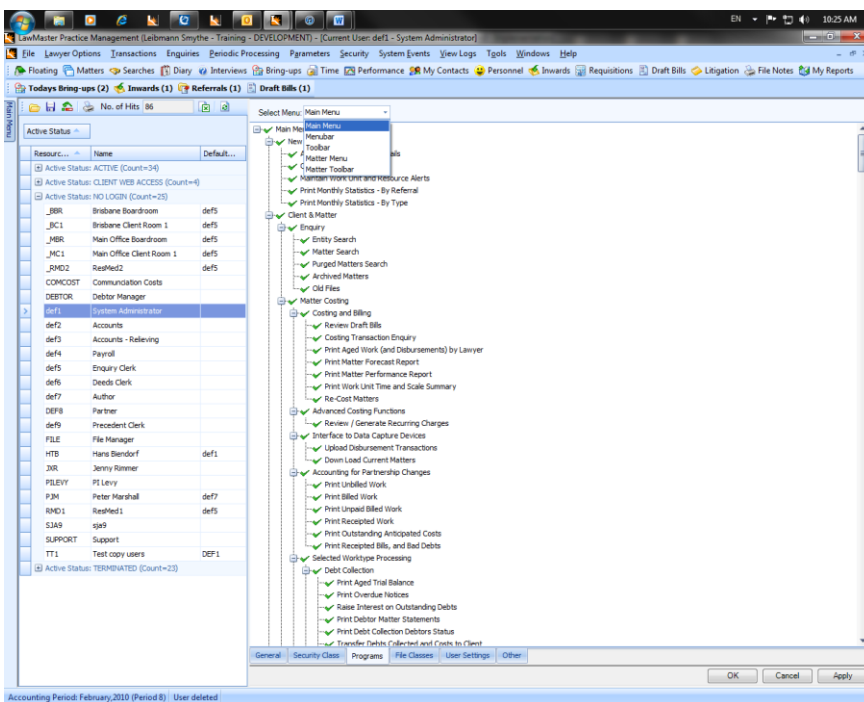 EN
10:25 AM
LawMaster Practice Management (Leibmann Smythe - Training - DEVELOPMENT) - [Current User: def1 - System Administrator]
File Lawyer Options Transactions Enquiries Periodic Processing Parameters Security System Events View Logs Tools Windows Help
Floating Matters Searches Diary Interviews Bring-ups Time Performance My Contacts Personnel Inwards Requisitions Draft Bills Litigation File Notes My Reports
Todays Bring-ups (2) Inwards (1) Referrals (1) Draft Bills (1)
Main Menu
No. of Hits 86
Active Status
Resourc... Name Default...
Active Status: ACTIVE (Count=34)
Active Status: CLIENT WEB ACCESS (Count=4)
Active Status: NO LOGIN (Count=25)
_BBR Brisbane Boardroom def5
_BC1 Brisbane Client Room 1 def5
_MBR Main Office Boardroom def5
_MC1 Main Office Client Room 1 def5
_RMD2 ResMed2 def5
COMCOST Commundation Costs
DEBTOR Debtor Manager
def1 System Administrator
def2 Accounts
def3 Accounts - Relieving
def4 Payroll
def5 Enquiry Clerk
def6 Deeds Clerk
def7 Author
DEF8 Partner
def9 Precedent Clerk
FILE File Manager
HTB Hans Biendorf def1
JXR Jenny Rimmer
PILEVY PI Levy
PJM Peter Marshall def7
RMD1 ResMed1 def5
SJA9 sja9
SUPPORT Support
TT1 Test copy users DEF1
Active Status: TERMINATED (Count=23)
Select Menu: Main Menu
Main Menu
Menubar
Toolbar
Matter Menu
Matter Toolbar
Main Me
New
ails
Maintain Work Unit and Resource Alerts
Print Monthly Statistics - By Referral
Print Monthly Statistics - By Type
Client & Matter
Enquiry
Entity Search
Matter Search
Purged Matters Search
Archived Matters
Old Files
Matter Costing
Costing and Billing
Review Draft Bills
Costing Transaction Enquiry
Print Aged Work (and Disbursements) by Lawyer
Print Matter Forecast Report
Print Matter Performance Report
Print Work Unit Time and Scale Summary
Re-Cost Matters
Advanced Costing Functions
Review / Generate Recurring Charges
Interface to Data Capture Devices
Upload Disbursement Transactions
Down Load Current Matters
Accounting for Partnership Changes
Print Unbilled Work
Print Billed Work
Print Unpaid Billed Work
Print Receipted Work
Print Outstanding Anticipated Costs
Print Receipted Bills, and Bad Debts
Selected Worktype Processing
Debt Collection
Print Aged Trial Balance
Print Overdue Notices
Raise Interest on Outstanding Debts
Print Debtor Matter Statements
Print Debt Collection Debtors Status
Transfer Debts Collected and Costs to Client
General Security Class Programs File Classes User Settings Other
OK Cancel Apply
Accounting Period: February,2010 (Period 8) User deleted